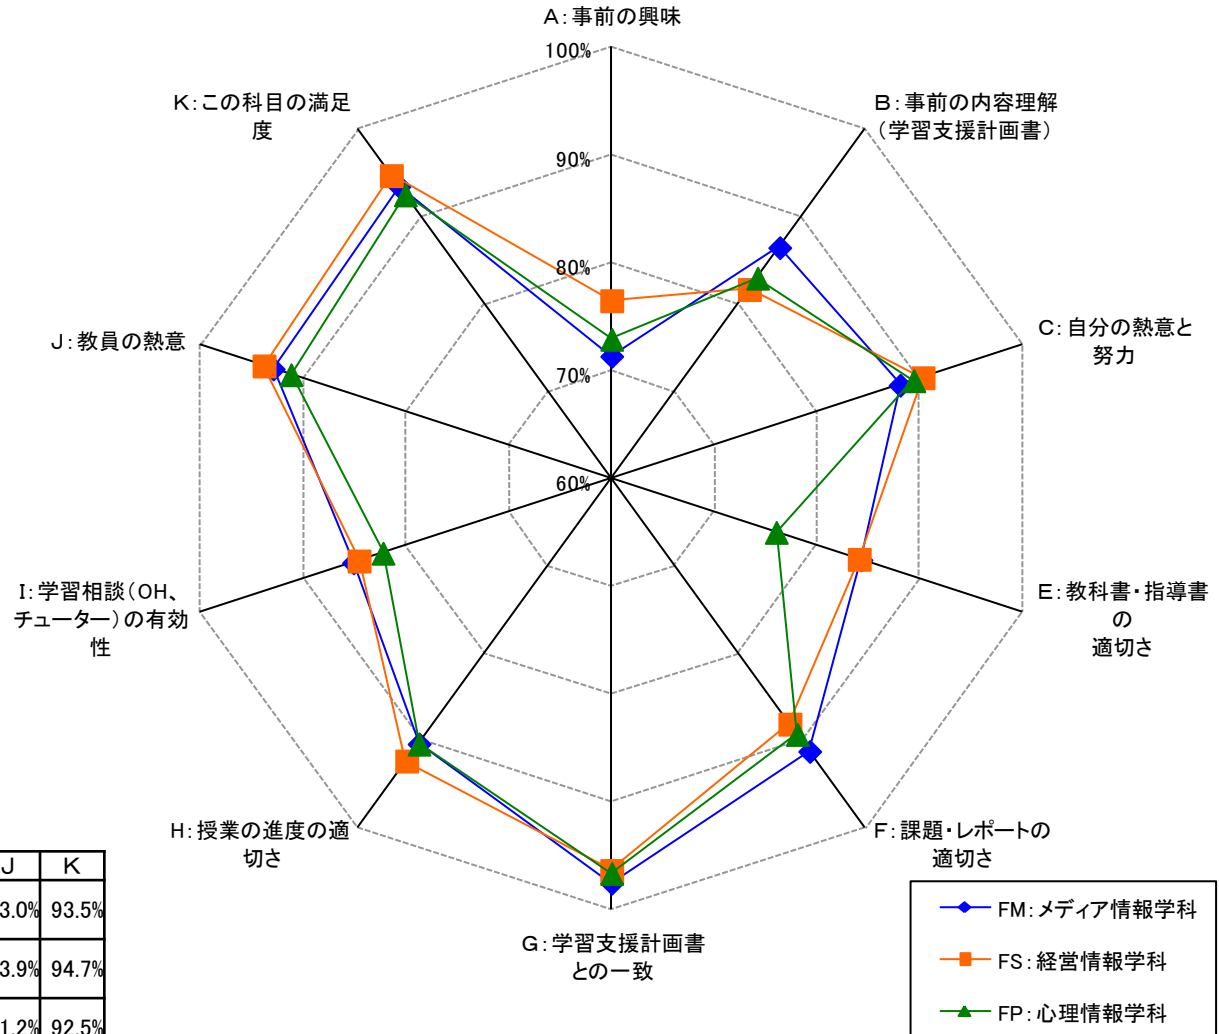 A：事前の興味
100%
90%
80%
70%
60%
B：事前の内容理解
（学習支援計画書）
C：自分の熱意と
努力
E：教科書・指導書
の
適切さ
F：課題・レポートの
適切さ
G：学習支援計画書
との一致
H：授業の進度の適
切さ
I：学習相談（OH、
チューター）の有効
性
J：教員の熱意
K：この科目の満足
度
J K
3.0% 93.5%
3.9% 94.7%
1.2% 92.5%
FM：メディア情報学科
FS：経営情報学科
FP：心理情報学科